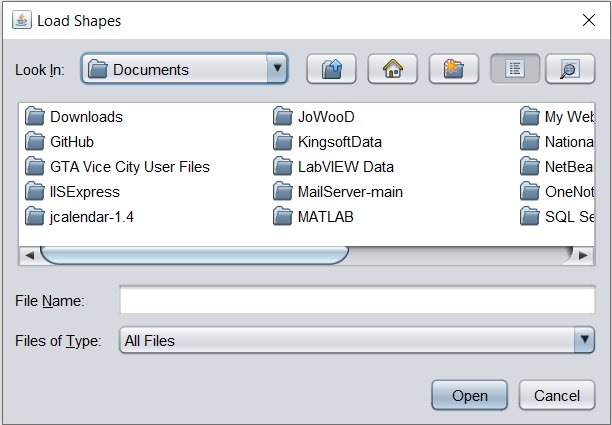 Load Shapes
Look In: Documents
Downloads
GitHub
GTA Vice City User Files
IISExpress
jcalendar-1.4
JoWooD
KingsoftData
LabVIEW Data
MailServer-main
MATLAB
My Web
Nationa
NetBea
OneNot
SQL Se
File Name:
Files of Type: All Files
Open Cancel